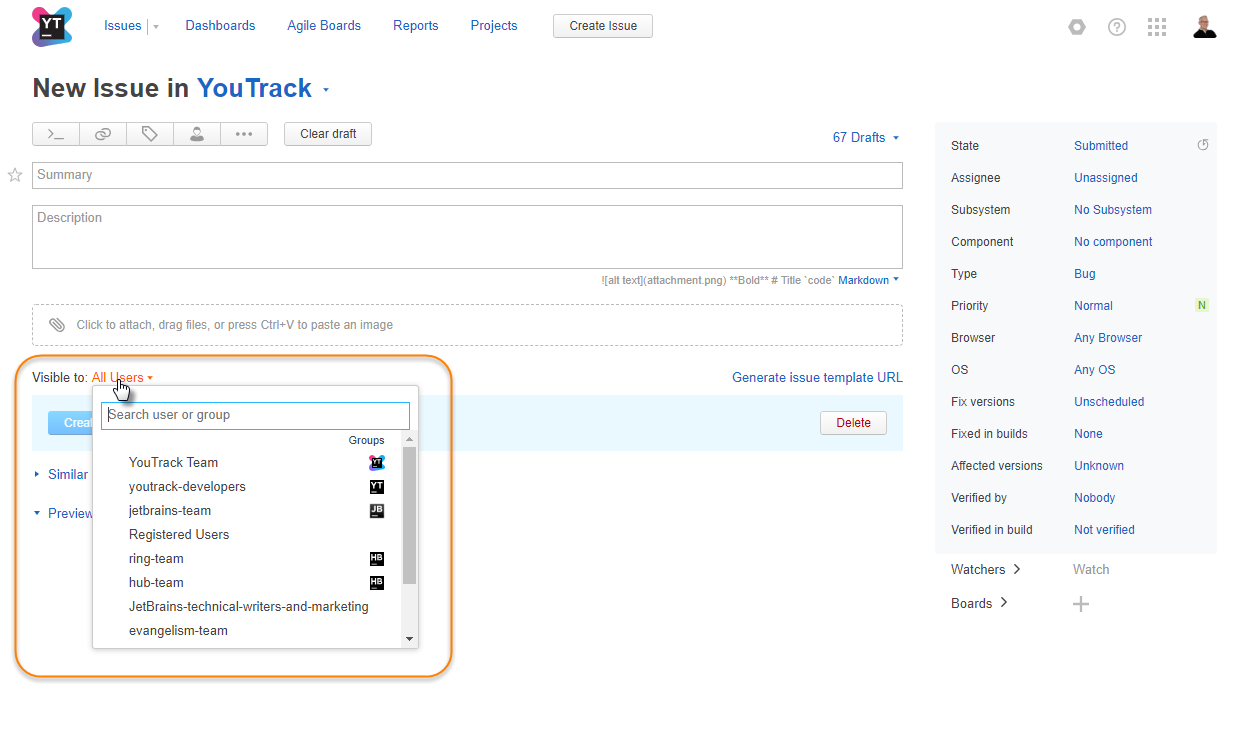 YT
Issues
Dashboards
Agile Boards
Reports
Projects
Create Issue
New Issue in YouTrack
Clear draft
67 Drafts
Summary
Description
![alt text](attachment.png) **Bold** # Title `code` Markdown
Click to attach, drag files, or press Ctrl+V to paste an image
Visible to: All Users
Generate issue template URL
Search user or group
Creat
Delete
Groups
YouTrack Team
YT
youtrack-developers
YT
jetbrains-team
JB
Registered Users
ring-team
HB
hub-team
HB
JetBrains-technical-writers-and-marketing
evangelism-team
Similar
Preview
State Submitted
Assignee Unassigned
Subsystem No Subsystem
Component No component
Type Bug
Priority Normal N
Browser Any Browser
OS Any OS
Fix versions Unscheduled
Fixed in builds None
Affected versions Unknown
Verified by Nobody
Verified in build Not verified
Watchers Watch
Boards